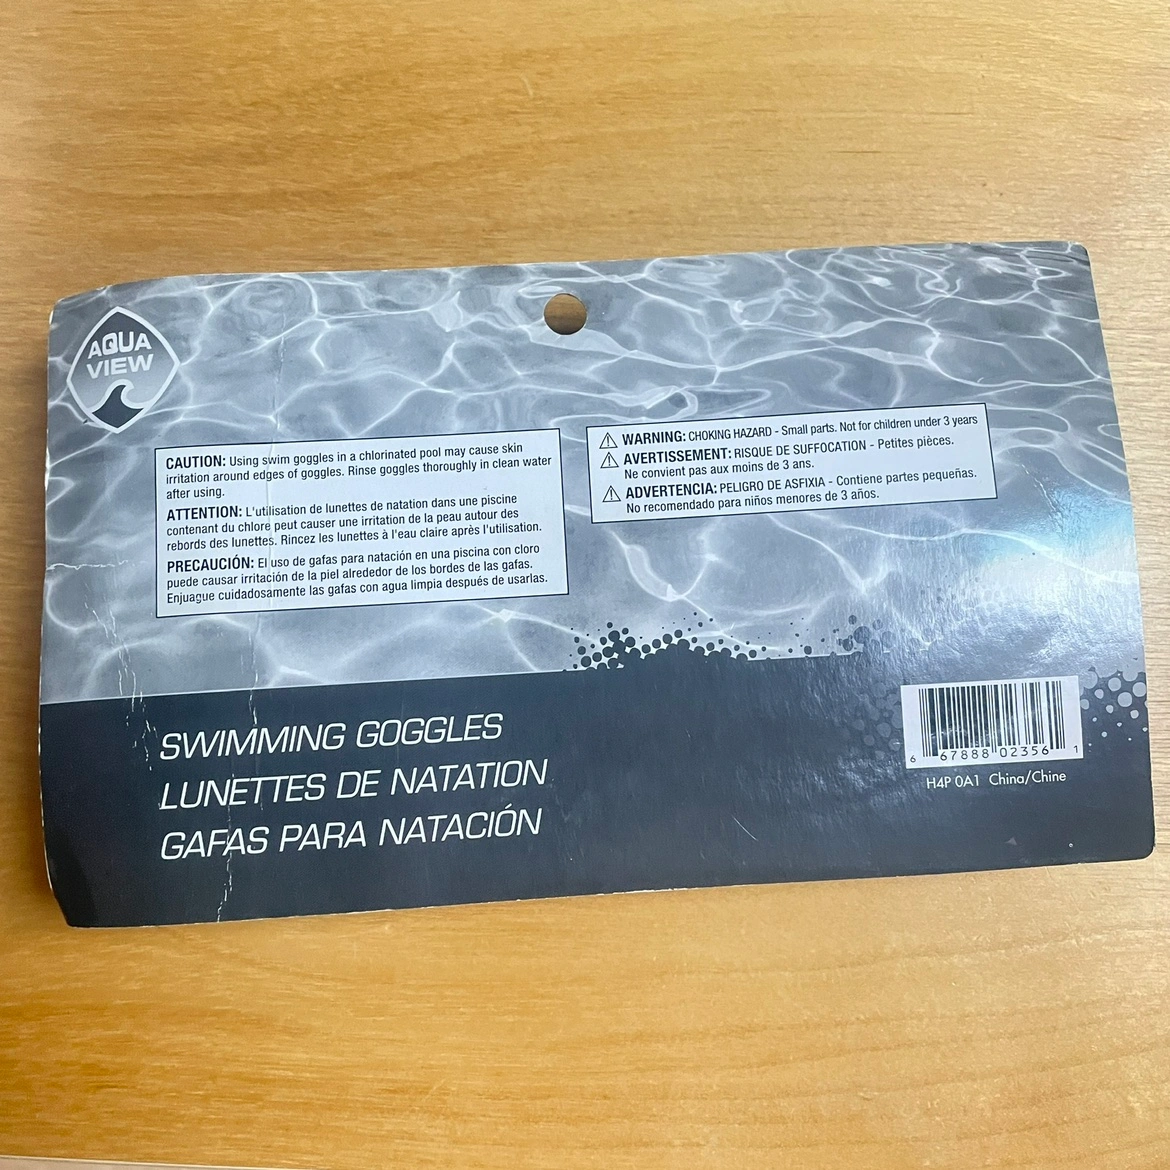 AQUA
VIEW
CAUTION: Using swim goggles in a chlorinated pool may cause skin
irritation around edges of goggles. Rinse goggles thoroughly in clean water
after using.
ATTENTION: L'utilisation de lunettes de natation dans une piscine
contenant du chlore peut causer une irritation de la peau autour des
rebords des lunettes. Rincez les lunettes à l'eau claire après l'utilisation.
PRECAUCIÓN: El uso de gafas para natación en una piscina con cloro
puede causar irritación de la piel alrededor de los bordes de las gafas.
Enjuague cuidadosamente las gafas con agua limpia después de usarlas.
WARNING: CHOKING HAZARD - Small parts. Not for children under 3 years
AVERTISSEMENT: RISQUE DE SUFFOCATION - Petites pièces.
Ne convient pas aux moins de 3 ans.
ADVERTENCIA: PELIGRO DE ASFIXIA - Contiene partes pequeñas.
No recomendado para niños menores de 3 años.
SWIMMING GOGGLES
LUNETTES DE NATATION
GAFAS PARA NATACIÓN
6 67888 02356 1
H4P 0A1 China/Chine